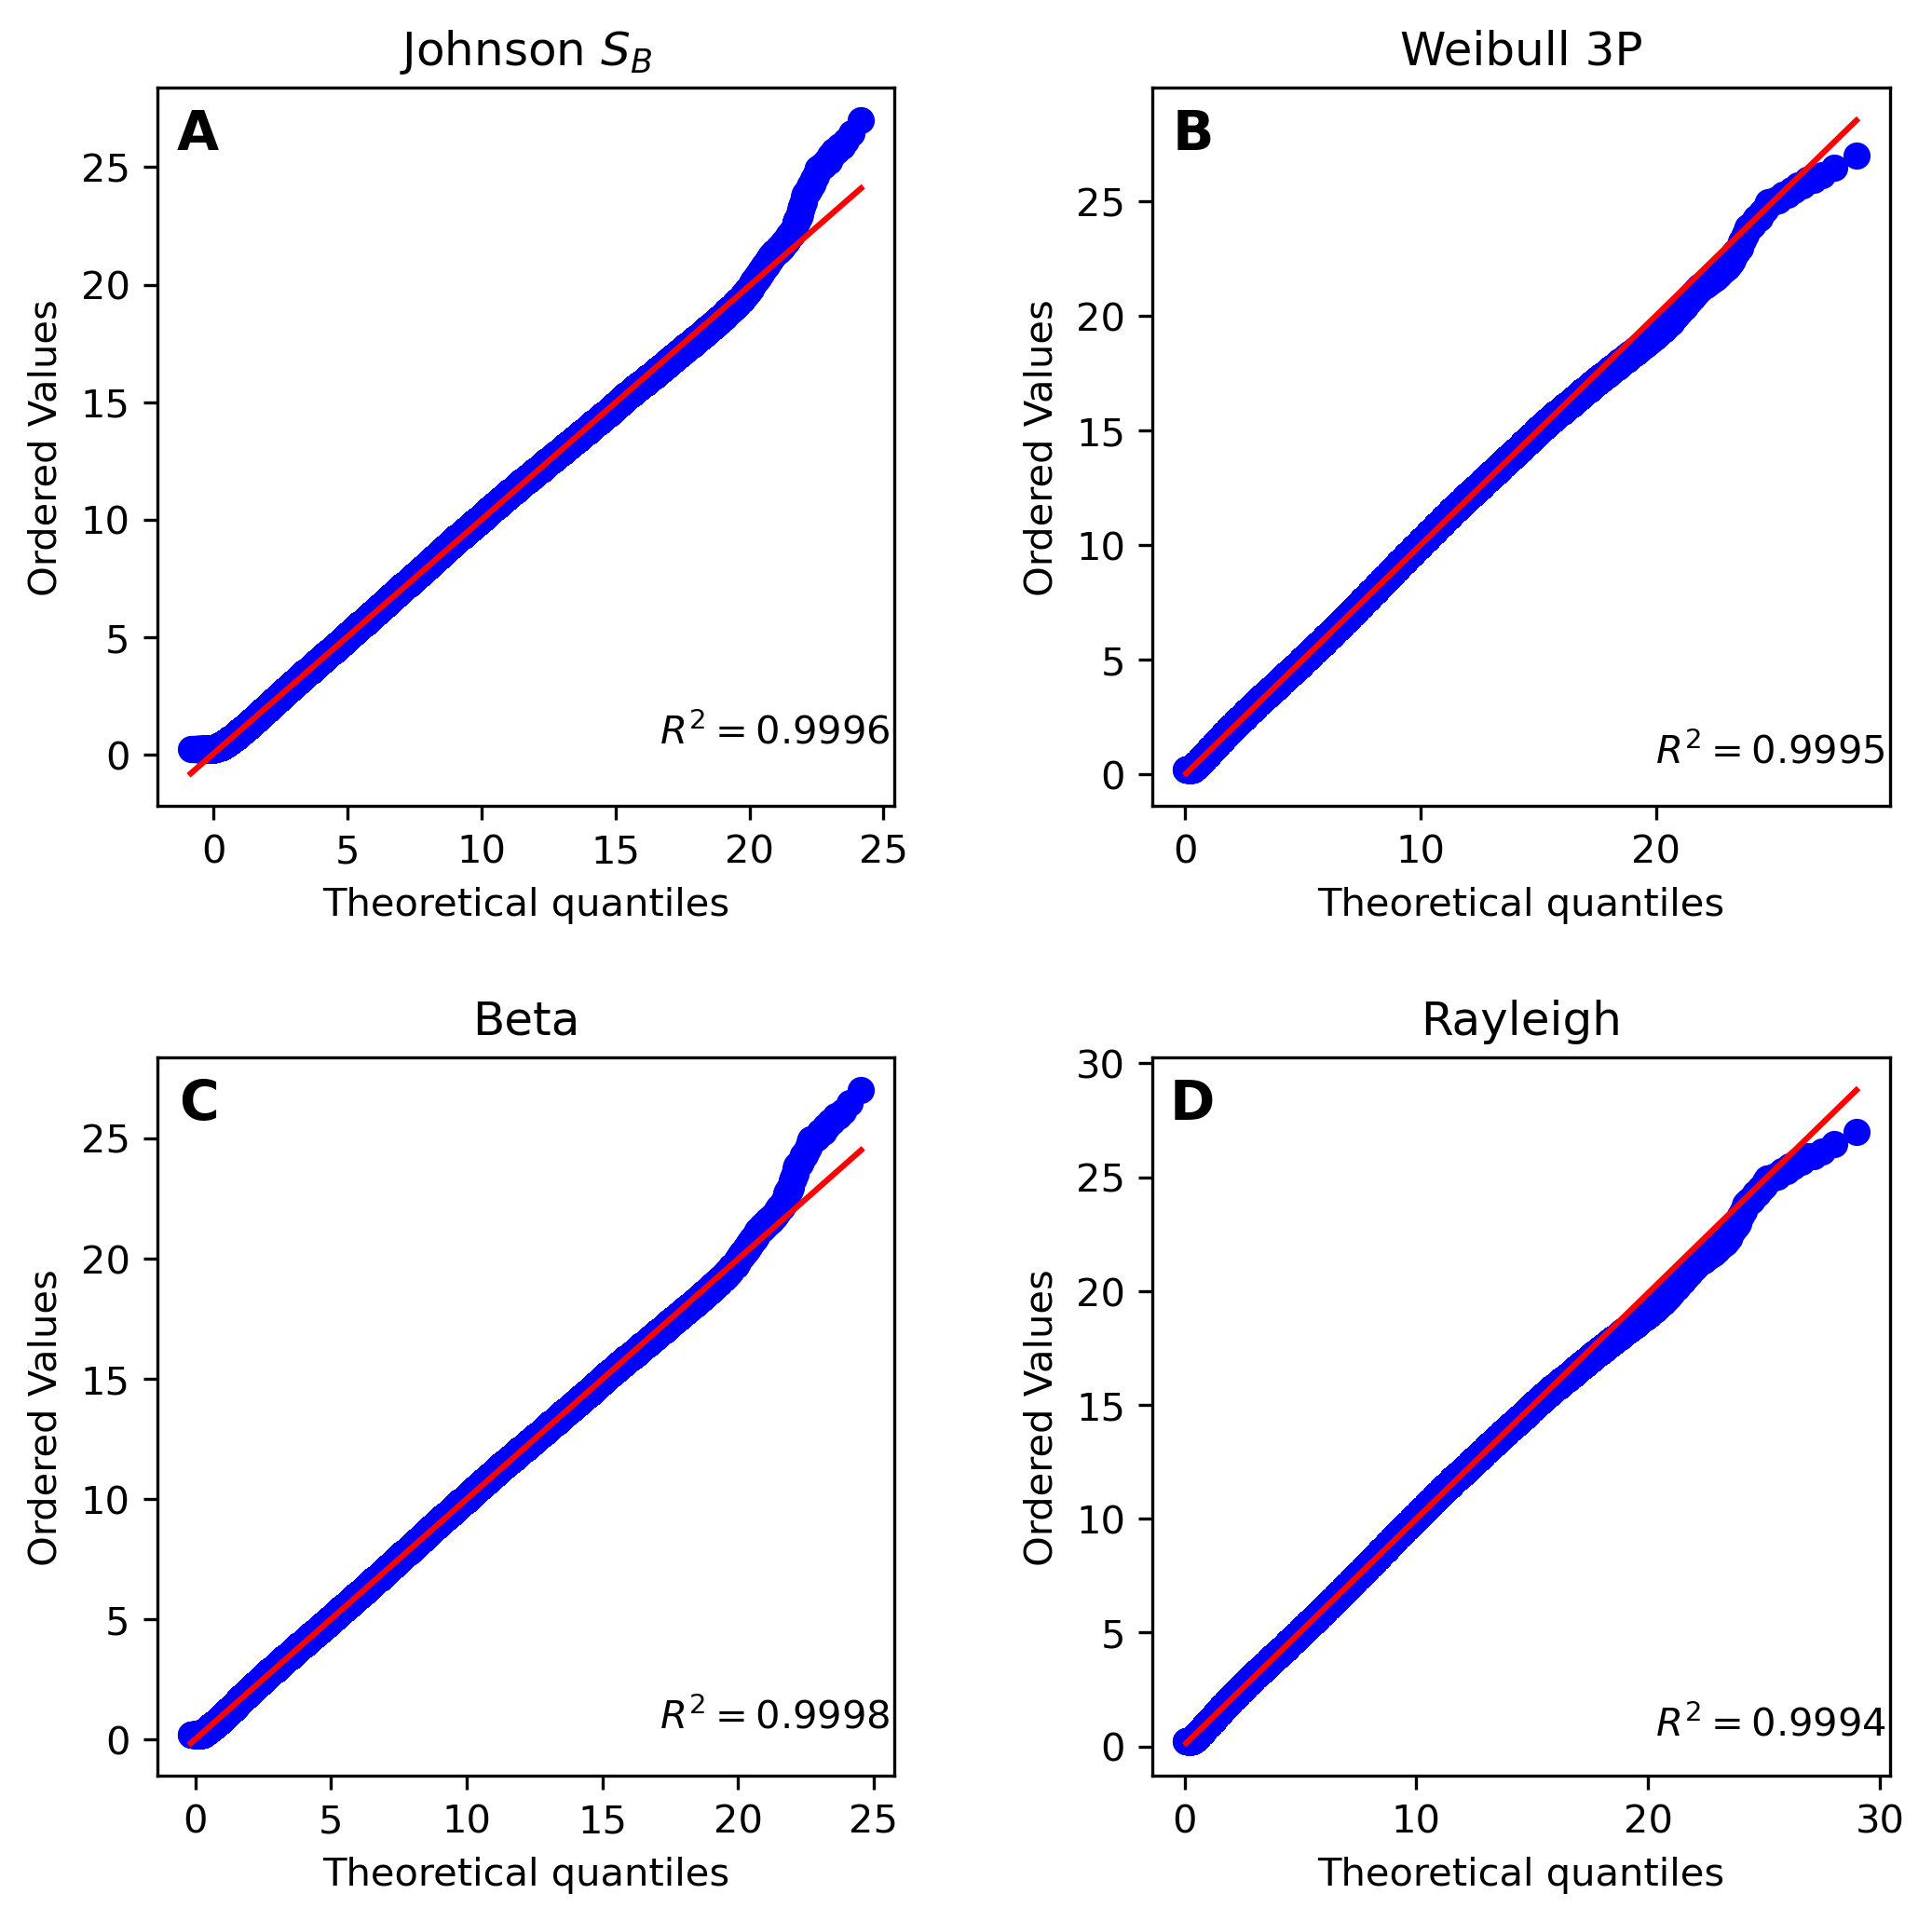 Johnson $S_B$
A
25
20
15
10
5
0
Ordered Values
$R^2 = 0.9996$
0 5 10 15 20 25
Theoretical quantiles
Weibull 3P
B
25
20
15
10
5
0
Ordered Values
$R^2 = 0.9995$
0 10 20
Theoretical quantiles
Beta
C
25
20
15
10
5
0
Ordered Values
$R^2 = 0.9998$
0 5 10 15 20 25
Theoretical quantiles
Rayleigh
D
30
25
20
15
10
5
0
Ordered Values
$R^2 = 0.9994$
0 10 20 30
Theoretical quantiles